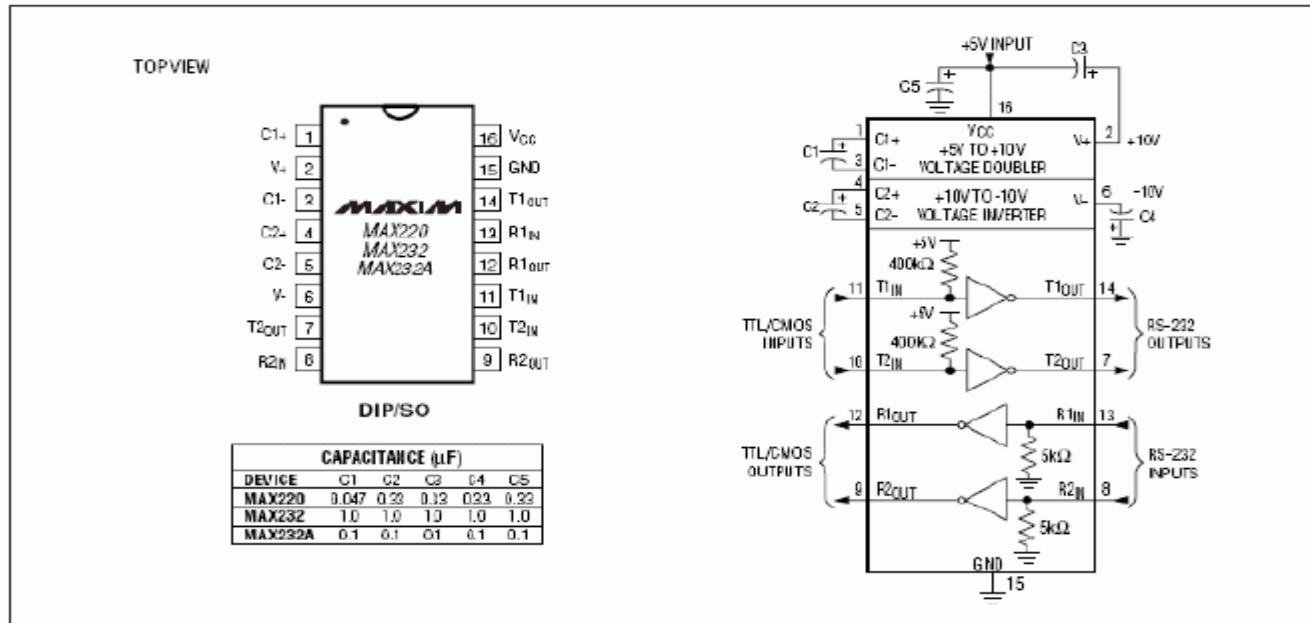 TOP VIEW
C1+ 1
V+ 2
C1- 3
C2+ 4
C2- 5
V- 6
T2OUT 7
R2IN 8
16 VCC
15 GND
14 T1OUT
13 R1IN
12 R1OUT
11 T1IN
10 T2IN
9 R2OUT
MAXIM
MAX220
MAX232
MAX232A
DIP/SO
CAPACITANCE (µF)
DEVICE C1 C2 C3 C4 C5
MAX220 0.047 0.33 0.33 0.33 0.33
MAX232 1.0 1.0 1.0 1.0 1.0
MAX232A 0.1 0.1 0.1 0.1 0.1
+5V INPUT
C3
C5
16
VCC
1 C1+
C1
3 C1-
+5V TO +10V
VOLTAGE DOUBLER
V+ 2 +10V
4 C2+
C2
5 C2-
+10V TO -10V
VOLTAGE INVERTER
V- 6 -10V
C4
+5V
400kΩ
11 T1IN T1OUT 14
+5V
400kΩ
TTL/CMOS
INPUTS
RS-232
OUTPUTS
10 T2IN T2OUT 7
12 R1OUT R1IN 13
5kΩ
TTL/CMOS
OUTPUTS
RS-232
INPUTS
9 R2OUT R2IN 8
5kΩ
GND
15